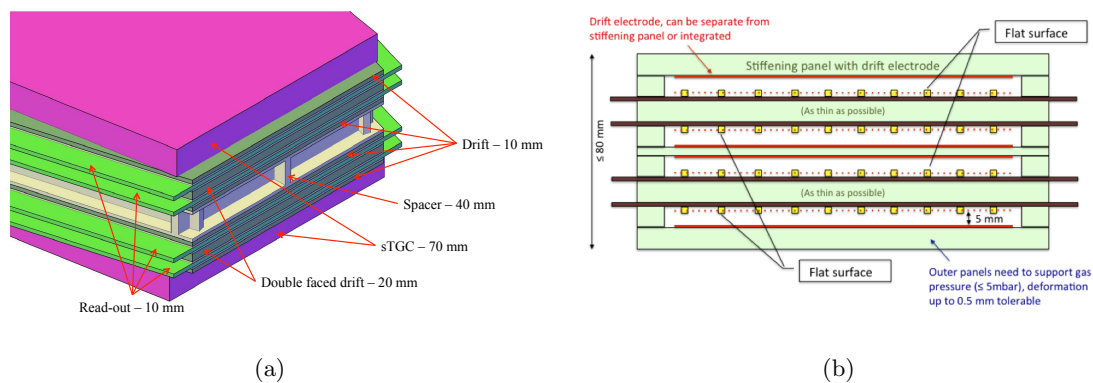 Drift – 10 mm
Spacer – 40 mm
sTGC – 70 mm
Double faced drift – 20 mm
Read-out – 10 mm
(a)
Drift electrode, can be separate from
stiffening panel or integrated
Flat surface
Stiffening panel with drift electrode
(As thin as possible)
≤ 80 mm
(As thin as possible)
5 mm
Flat surface
Outer panels need to support gas
pressure (≤ 5mbar), deformation
up to 0.5 mm tolerable
(b)